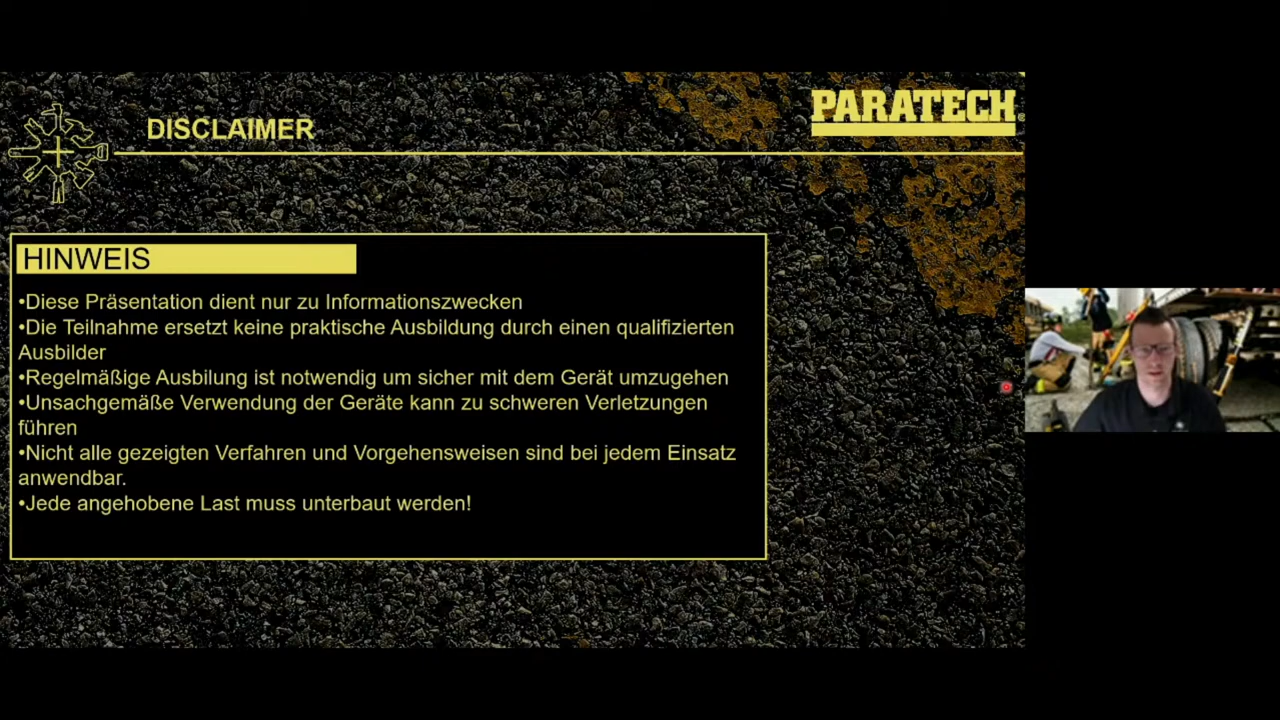 DISCLAIMER
PARATECH
HINWEIS
•Diese Präsentation dient nur zu Informationszwecken
•Die Teilnahme ersetzt keine praktische Ausbildung durch einen qualifizierten
Ausbilder
•Regelmäßige Ausbilung ist notwendig um sicher mit dem Gerät umzugehen
•Unsachgemäße Verwendung der Geräte kann zu schweren Verletzungen
führen
•Nicht alle gezeigten Verfahren und Vorgehensweisen sind bei jedem Einsatz
anwendbar.
•Jede angehobene Last muss unterbaut werden!